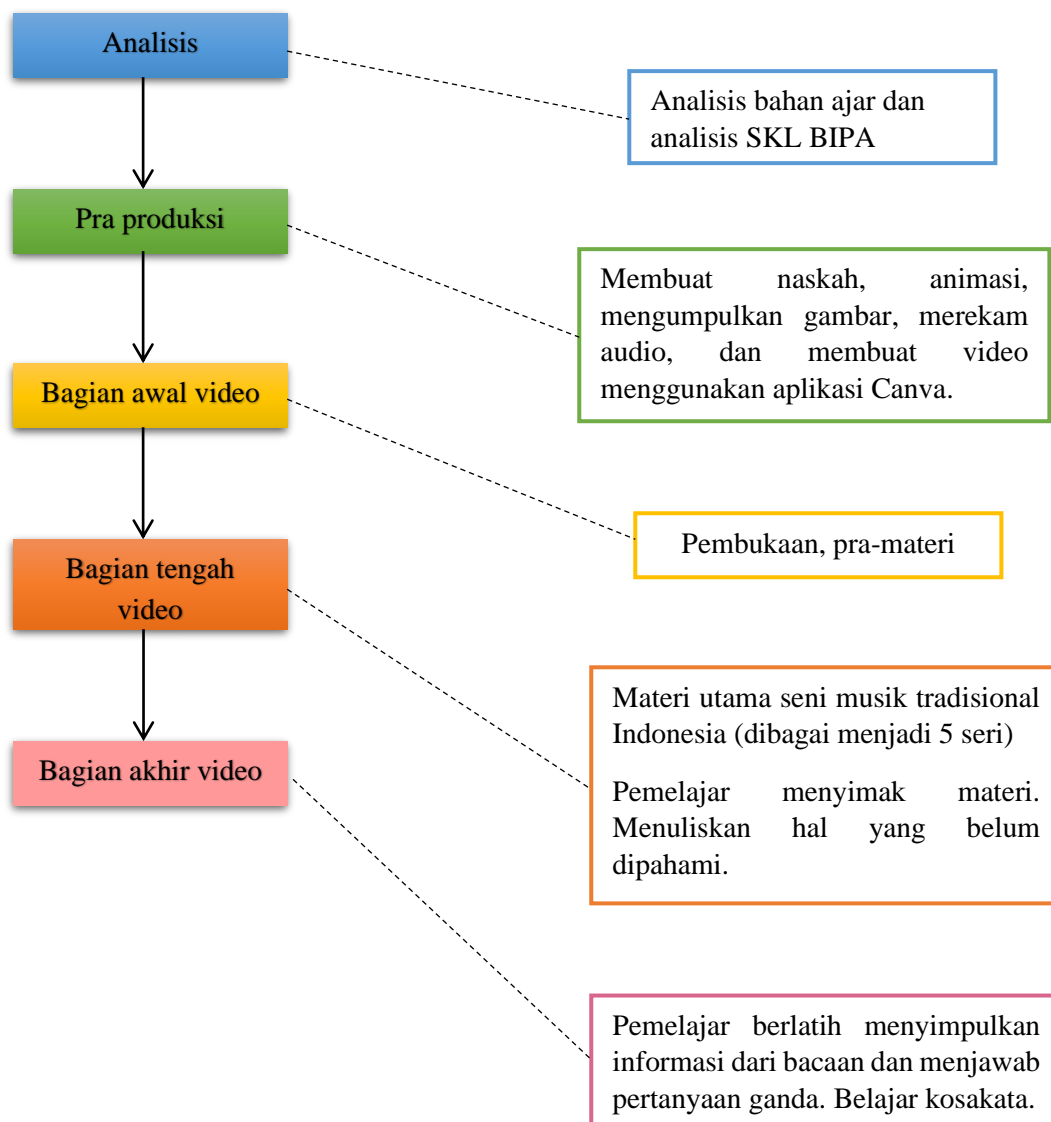 Analisis
Analisis bahan ajar dan
analisis SKL BIPA
Pra produksi
Membuat naskah, animasi,
mengumpulkan gambar, merekam
audio, dan membuat video
menggunakan aplikasi Canva.
Bagian awal video
Pembukaan, pra-materi
Bagian tengah
video
Materi utama seni musik tradisional
Indonesia (dibagai menjadi 5 seri)
Pemelajar menyimak materi.
Menuliskan hal yang belum
dipahami.
Bagian akhir video
Pemelajar berlatih menyimpulkan
informasi dari bacaan dan menjawab
pertanyaan ganda. Belajar kosakata.